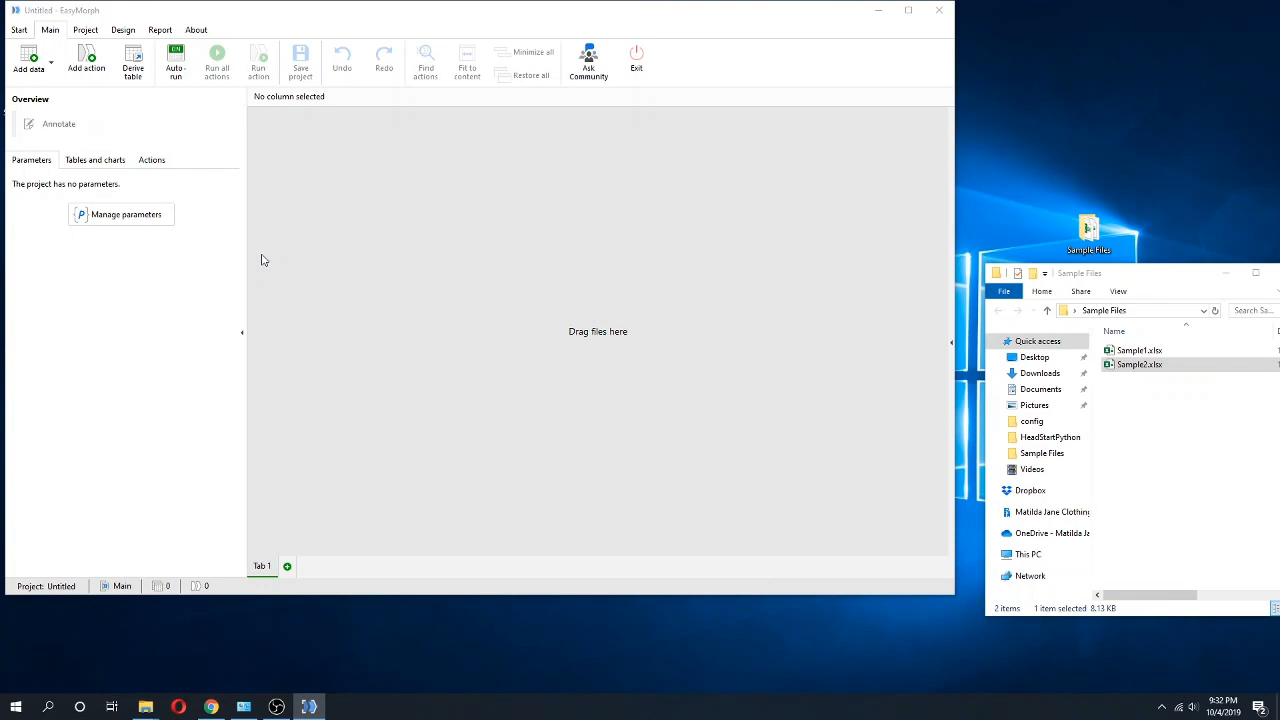 Untitled - EasyMorph
Start Main Project Design Report About
Add data
Add action
Derive table
ON
Auto-run
Run all actions
Run action
Save project
Undo
Redo
Find actions
Fit to content
Minimize all
Restore all
Ask Community
Exit
Overview
Annotate
Parameters Tables and charts Actions
The project has no parameters.
{P} Manage parameters
No column selected
Drag files here
Tab 1
Project: Untitled Main 0 0
Sample Files
Sample Files
File Home Share View
Sample Files
Search Sa...
Name
Quick access
Desktop
Downloads
Documents
Pictures
config
HeadStartPython
Sample Files
Videos
Dropbox
Matilda Jane Clothing
OneDrive - Matilda Ja
This PC
Network
Sample1.xlsx
Sample2.xlsx
2 items 1 item selected 8.13 KB
9:32 PM
10/4/2019
2